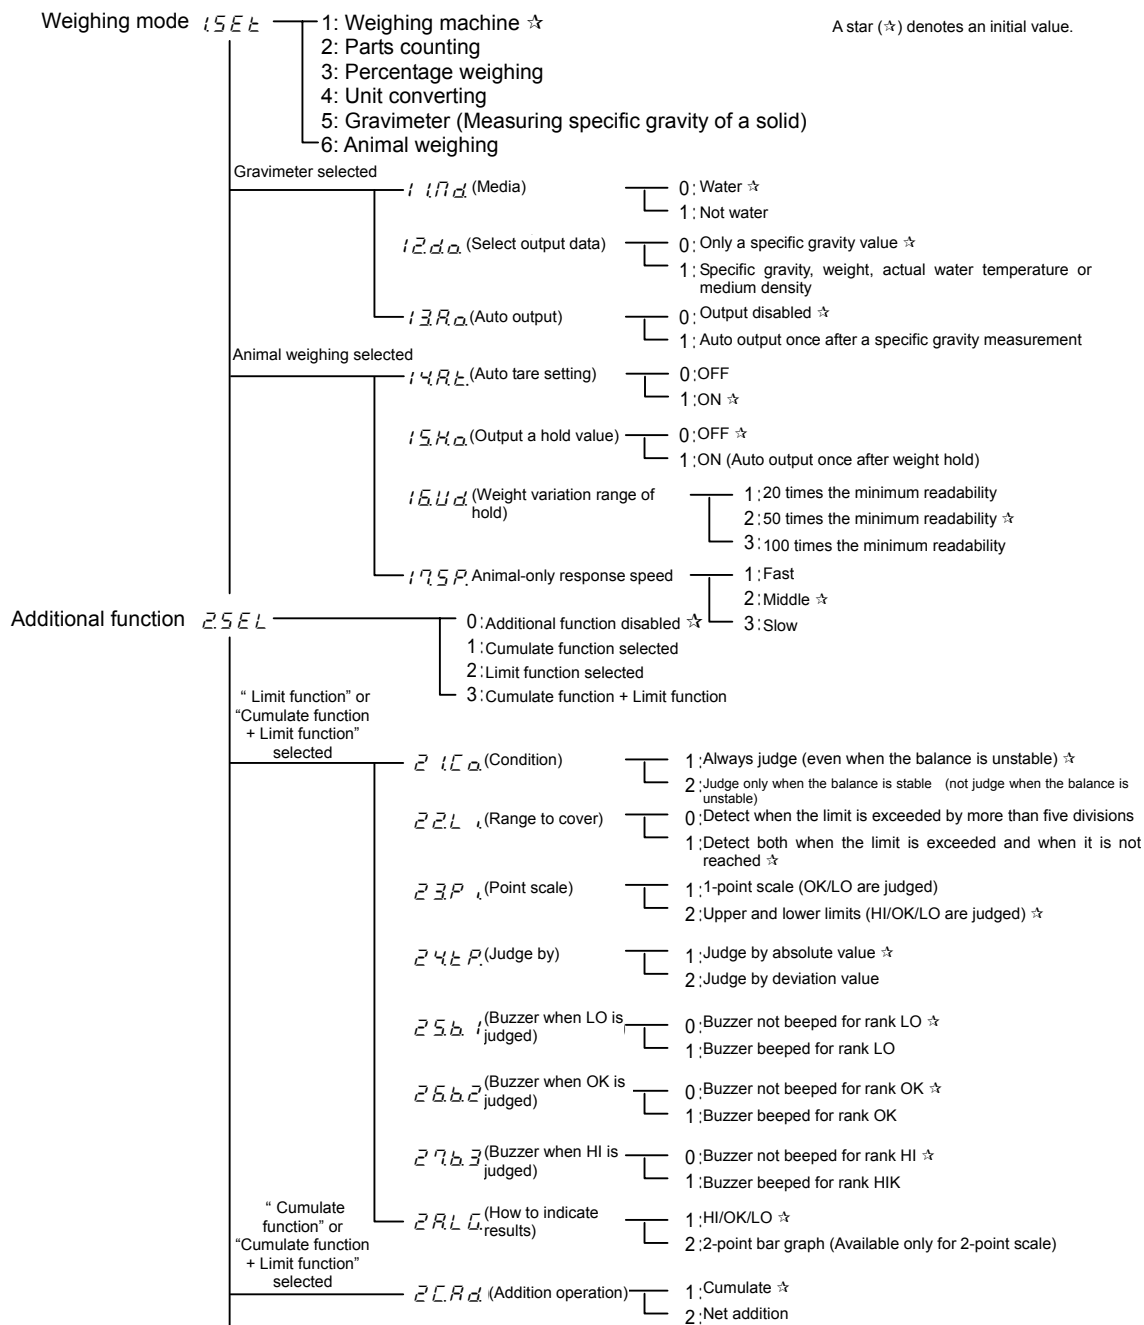 Weighing mode 1.SEt 1: Weighing machine ☆
A star (☆) denotes an initial value.
2: Parts counting
3: Percentage weighing
4: Unit converting
5: Gravimeter (Measuring specific gravity of a solid)
6: Animal weighing
Gravimeter selected
11.Md. (Media) 0: Water ☆
1: Not water
12.d.o. (Select output data) 0: Only a specific gravity value ☆
1: Specific gravity, weight, actual water temperature or
medium density
13.A.o. (Auto output) 0: Output disabled ☆
1: Auto output once after a specific gravity measurement
Animal weighing selected
14.A.t. (Auto tare setting) 0: OFF
1: ON ☆
15.H.o. (Output a hold value) 0: OFF ☆
1: ON (Auto output once after weight hold)
16.U.d. (Weight variation range of
hold)
1: 20 times the minimum readability
2: 50 times the minimum readability ☆
3: 100 times the minimum readability
17.S.P. Animal-only response speed 1: Fast
2: Middle ☆
3: Slow
Additional function 2.SEL 0: Additional function disabled ☆
1: Cumulate function selected
2: Limit function selected
3: Cumulate function + Limit function
“ Limit function” or
“Cumulate function
+ Limit function”
selected
21.C.o. (Condition) 1: Always judge (even when the balance is unstable) ☆
2: Judge only when the balance is stable (not judge when the balance is
unstable)
22.L i. (Range to cover) 0: Detect when the limit is exceeded by more than five divisions
1: Detect both when the limit is exceeded and when it is not
reached ☆
23.P i. (Point scale) 1: 1-point scale (OK/LO are judged)
2: Upper and lower limits (HI/OK/LO are judged) ☆
24.t.P. (Judge by) 1: Judge by absolute value ☆
2: Judge by deviation value
25.b. 1 (Buzzer when LO is
judged)
0: Buzzer not beeped for rank LO ☆
1: Buzzer beeped for rank LO
26.b.2 (Buzzer when OK is
judged)
0: Buzzer not beeped for rank OK ☆
1: Buzzer beeped for rank OK
27.b.3 (Buzzer when HI is
judged)
0: Buzzer not beeped for rank HI ☆
1: Buzzer beeped for rank HIK
2A.L.G. (How to indicate
results)
1: HI/OK/LO ☆
2: 2-point bar graph (Available only for 2-point scale)
“ Cumulate
function” or
“Cumulate function
+ Limit function”
selected
2C.A.d. (Addition operation) 1: Cumulate ☆
2: Net addition